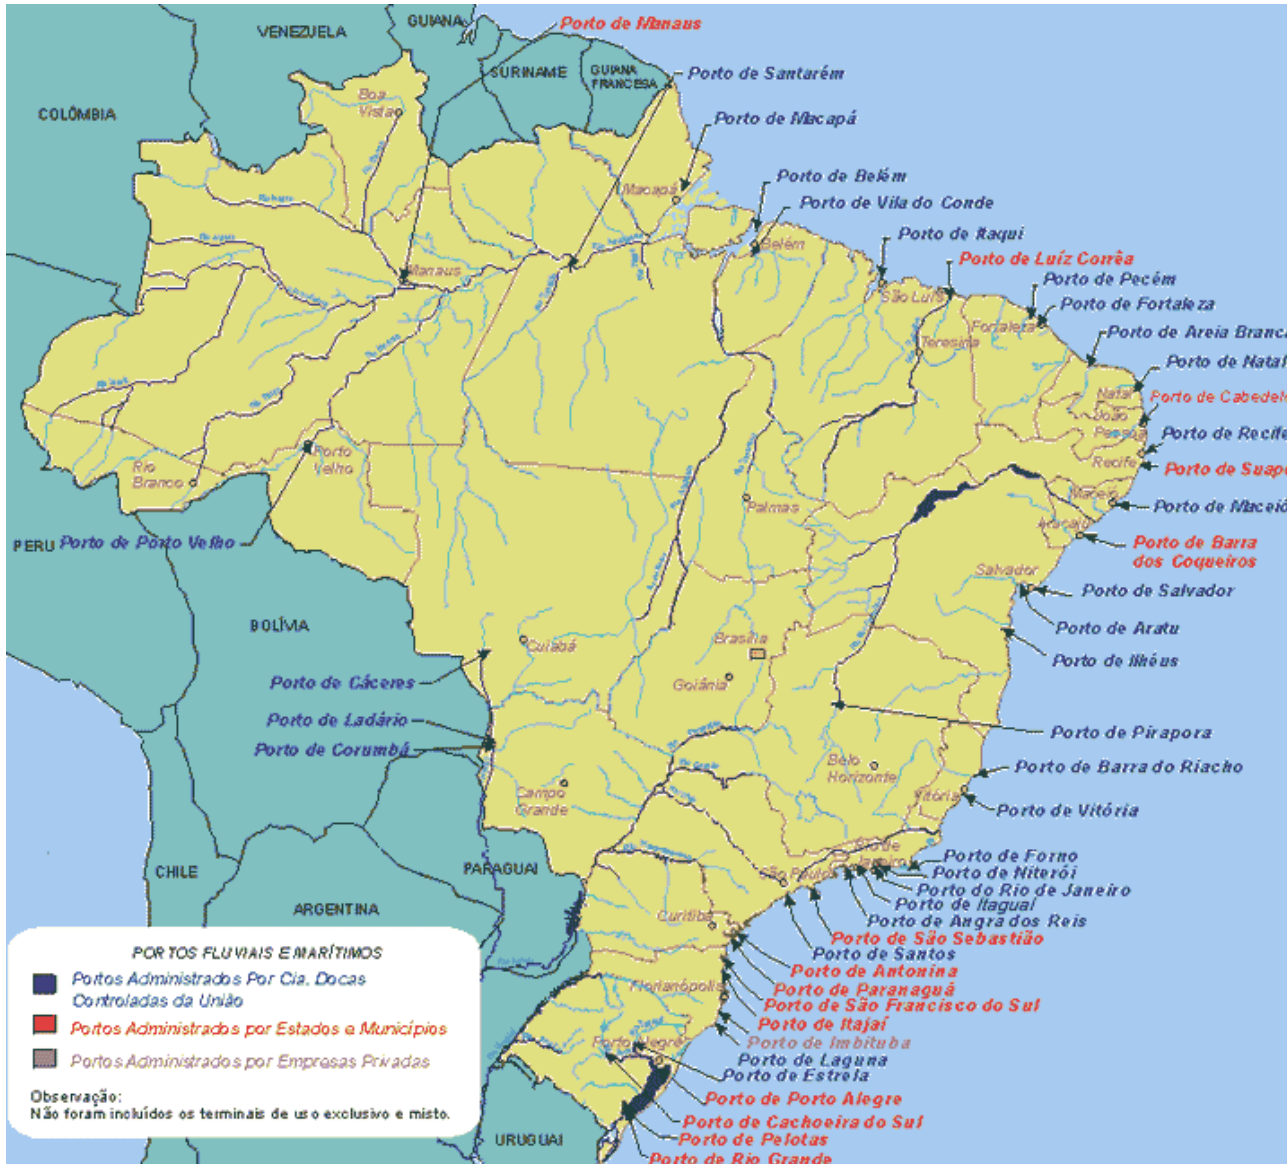 Porto de Manaus
GUIANA
VENEZUELA
SURINAME
GUIANA
FRANCESA
Porto de Santarém
Boa
Vista
COLÔMBIA
Porto de Macapá
Porto de Belém
Macapá
Porto de Vila do Conde
Porto de Itaqui
Belém
Porto de Luíz Corrêa
Manaus
Porto de Pecém
São Luís
Porto de Fortaleza
Fortaleza
Porto de Areia Branca
Teresina
Porto de Natal
Natal
Porto de Cabedel
João
Pessoa
Porto de Recife
Recife
Porto de Suap
Porto
Velho
Rio
Branco
Palmas
Maceió
Porto de Maceió
Aracaju
PERU
Porto de Pôrto Velho
Porto de Barra
dos Coqueiros
Salvador
Porto de Salvador
BOLÍVIA
Porto de Aratu
Cuiabá
Brasília
Porto de Ilhéus
Porto de Cáceres
Goiânia
Porto de Ladário
Porto de Pirapora
Porto de Corumbá
Belo
Horizonte
Porto de Barra do Riacho
Campo
Grande
Vitória
Porto de Vitória
PARAGUAI
CHILE
Rio de
Janeiro
Porto de Forno
São Paulo
Porto de Niterói
Porto do Rio de Janeiro
Porto de Itaguaí
ARGENTINA
Curitiba
Porto de Angra dos Reis
Porto de São Sebastião
Porto de Santos
Porto de Antonina
Porto de Paranaguá
Florianópolis
Porto de São Francisco do Sul
Porto de Itajaí
Porto Alegre
Porto de Imbituba
Porto de Laguna
Porto de Estrela
Porto de Porto Alegre
Porto de Cachoeira do Sul
URUGUAI
Porto de Pelotas
Porto de Rio Grande
PORTOS FLUVIAIS E MARÍTIMOS
Portos Administrados Por Cia. Docas
Controladas da União
Portos Administrados por Estados e Municípios
Portos Administrados por Empresas Privadas
Observação:
Não foram incluídos os terminais de uso exclusivo e misto.